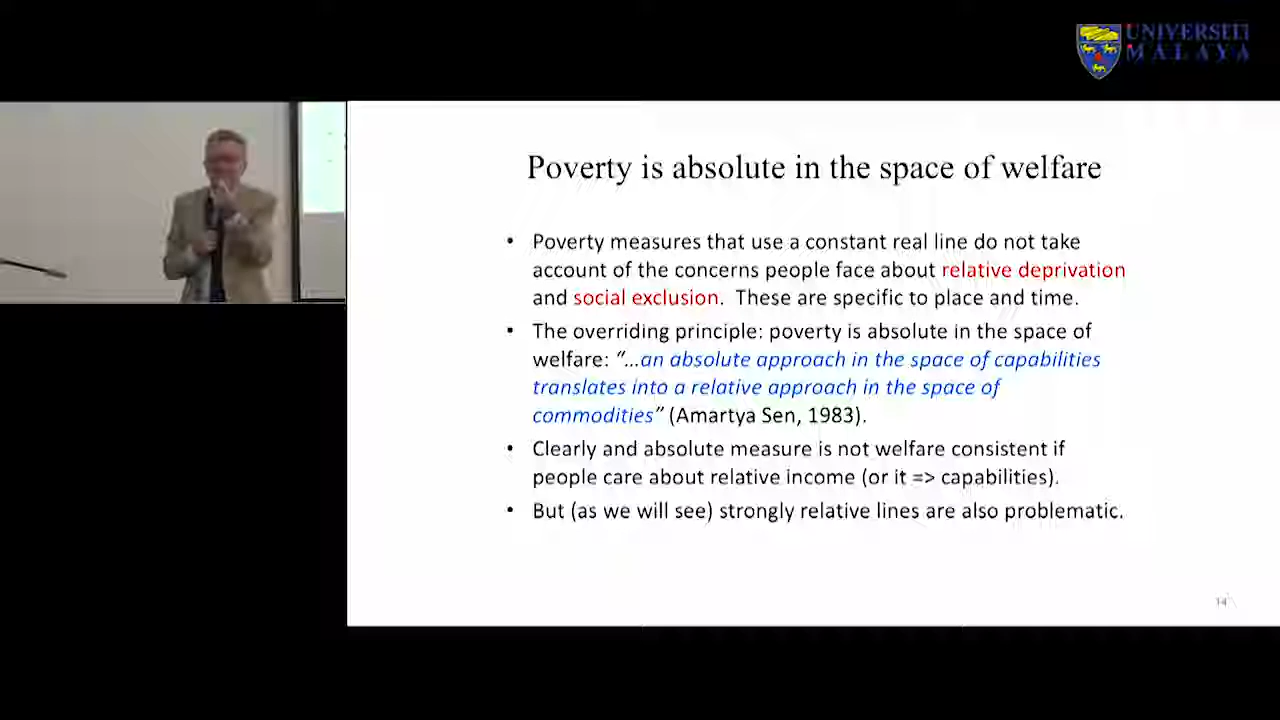 UNIVERSITI
MALAYA
Poverty is absolute in the space of welfare
• Poverty measures that use a constant real line do not take
account of the concerns people face about relative deprivation
and social exclusion. These are specific to place and time.
• The overriding principle: poverty is absolute in the space of
welfare: “…an absolute approach in the space of capabilities
translates into a relative approach in the space of
commodities” (Amartya Sen, 1983).
• Clearly and absolute measure is not welfare consistent if
people care about relative income (or it => capabilities).
• But (as we will see) strongly relative lines are also problematic.
14